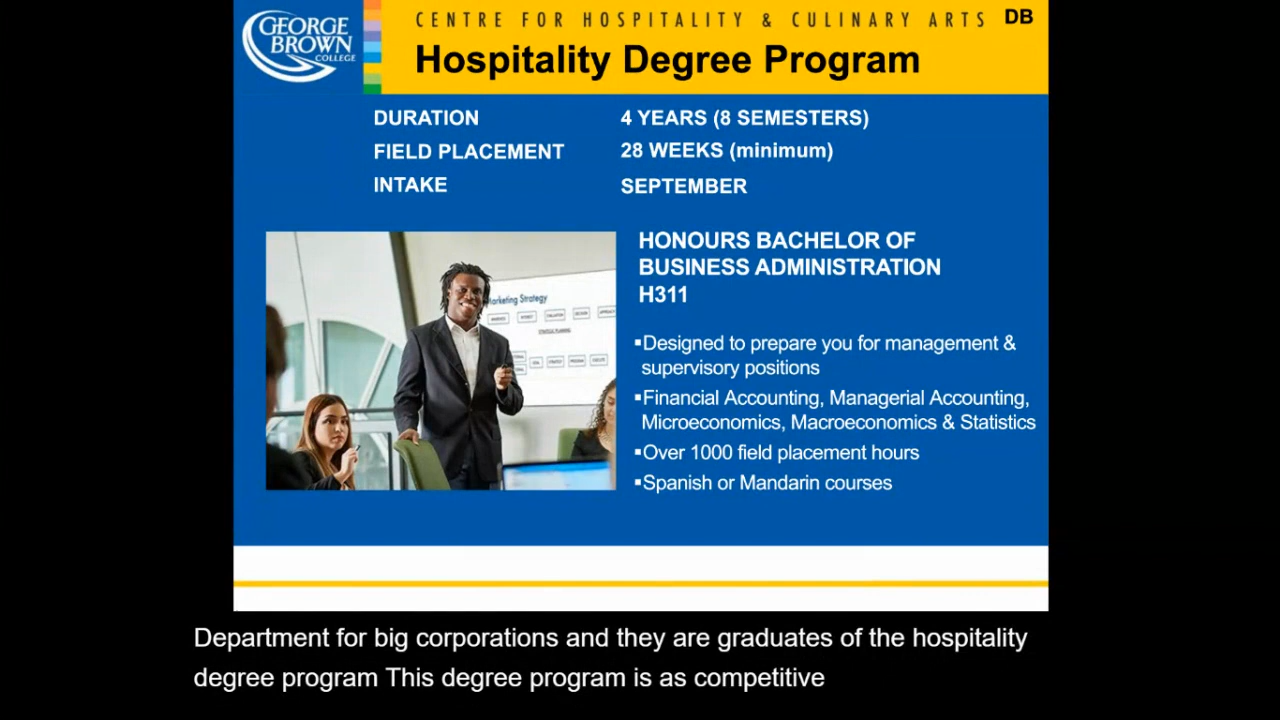 GEORGE
BROWN
COLLEGE
CENTRE FOR HOSPITALITY & CULINARY ARTS
DB
Hospitality Degree Program
DURATION 4 YEARS (8 SEMESTERS)
FIELD PLACEMENT 28 WEEKS (minimum)
INTAKE SEPTEMBER
HONOURS BACHELOR OF
BUSINESS ADMINISTRATION
H311
Marketing Strategy
▪Designed to prepare you for management &
supervisory positions
▪Financial Accounting, Managerial Accounting,
Microeconomics, Macroeconomics & Statistics
▪Over 1000 field placement hours
▪Spanish or Mandarin courses
Department for big corporations and they are graduates of the hospitality
degree program This degree program is as competitive